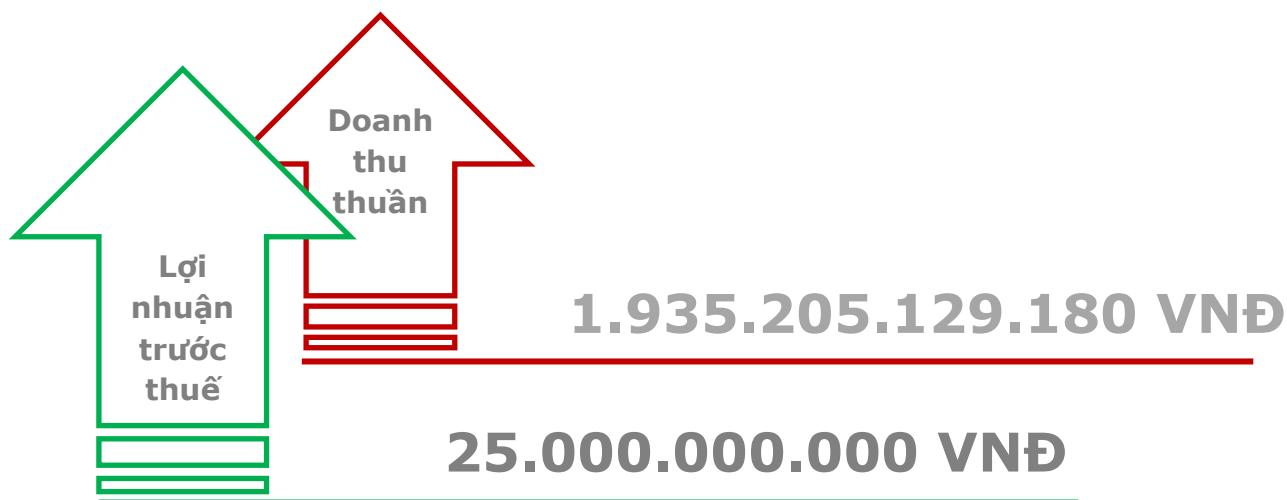 Doanh
thu
thuần
Lợi
nhuận
trước
thuế
1.935.205.129.180 VNĐ
25.000.000.000 VNĐ